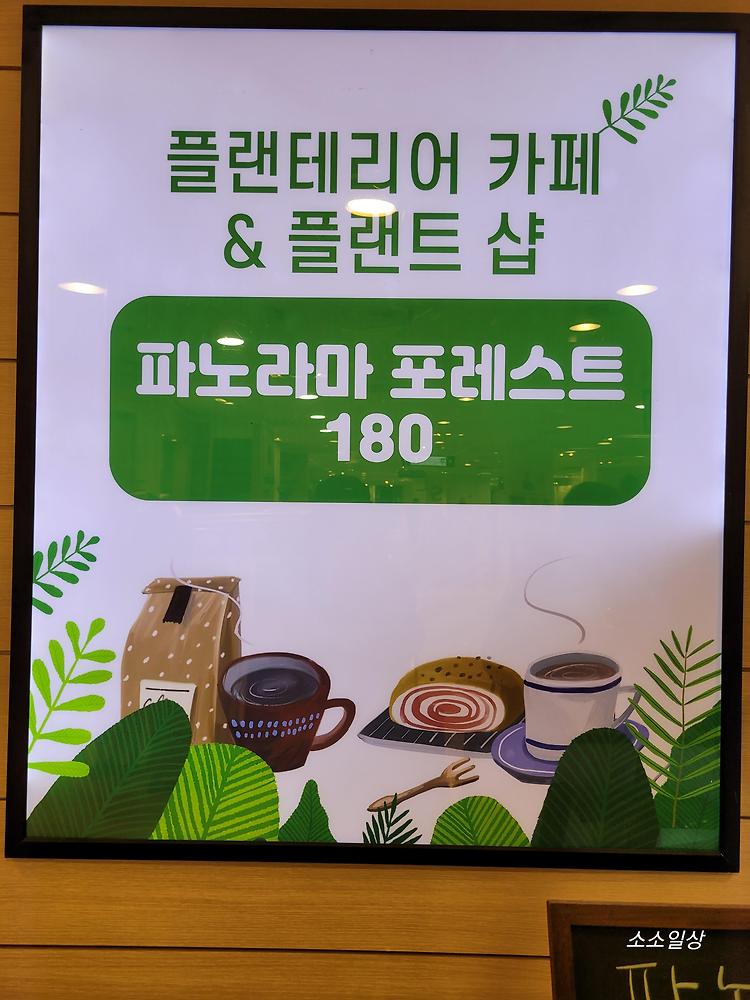 플랜테리어 카페
& 플랜트 샵
파노라마 포레스트
180
소소일상